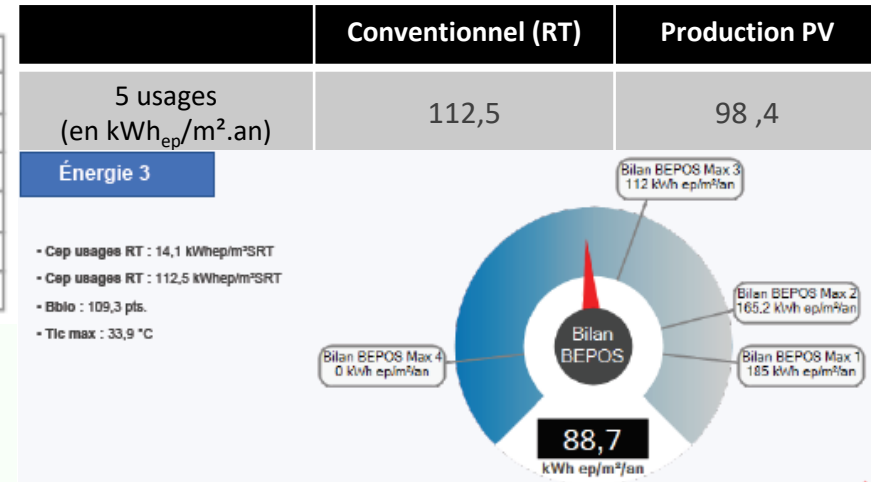 Conventionnel (RT) Production PV
5 usages
(en kWhep/m².an) 112,5 98 ,4
Énergie 3
- Cep usages RT : 14,1 kWhep/m²SRT
- Cep usages RT : 112,5 kWhep/m²SRT
- Bbio : 109,3 pts.
- Tic max : 33,9 °C
Bilan BEPOS Max 3
112 kWh ep/m²/an
Bilan BEPOS Max 2
165,2 kWh ep/m²/an
Bilan BEPOS Max 4
0 kWh ep/m²/an
Bilan
BEPOS
Bilan BEPOS Max 1
185 kWh ep/m²/an
88,7
kWh ep/m²/an